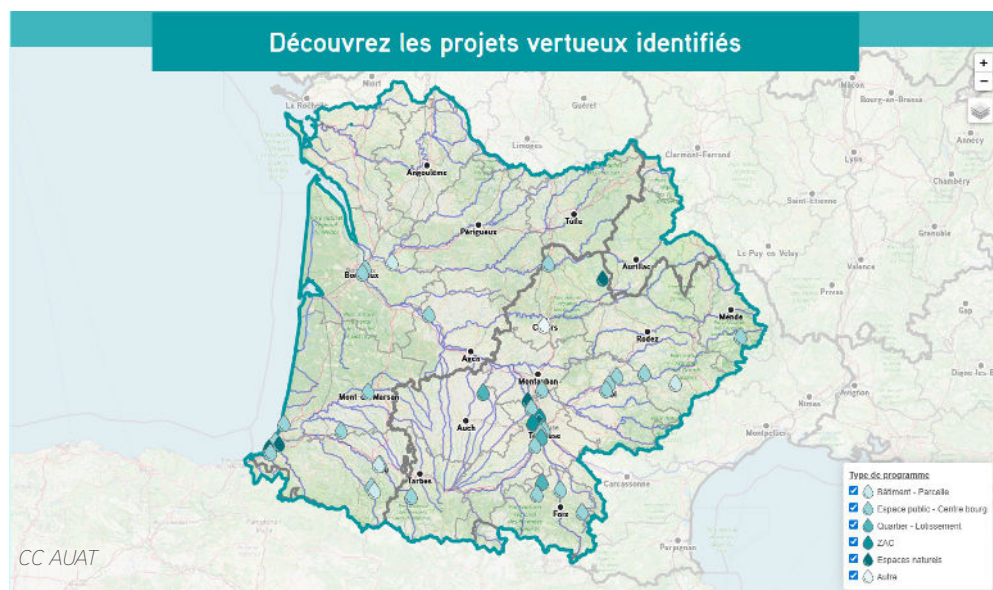 Découvrez les projets vertueux identifiés
+
−
Niort
La Rochelle
Guéret
Mâcon
Bourg-en-Bresse
Annecy
Limoges
Clermont-Ferrand
Lyon
Angoulême
Chambéry
Saint-Étienne
Périgueux
Tulle
Grenoble
Le Puy-en-Velay
Aurillac
Valence
Bordeaux
Privas
Mende
Gap
Cahors
Rodez
Agen
Digne-les-B
Montauban
Mont-de-Marsan
Avignon
Nîmes
Auch
Toulouse
Montpellier
Tarbes
Carcassonne
Foix
Perpignan
Type de programme
Bâtiment - Parcelle
Espace public - Centre bourg
Quartier - Lotissement
ZAC
Espaces naturels
Autre
CC AUAT